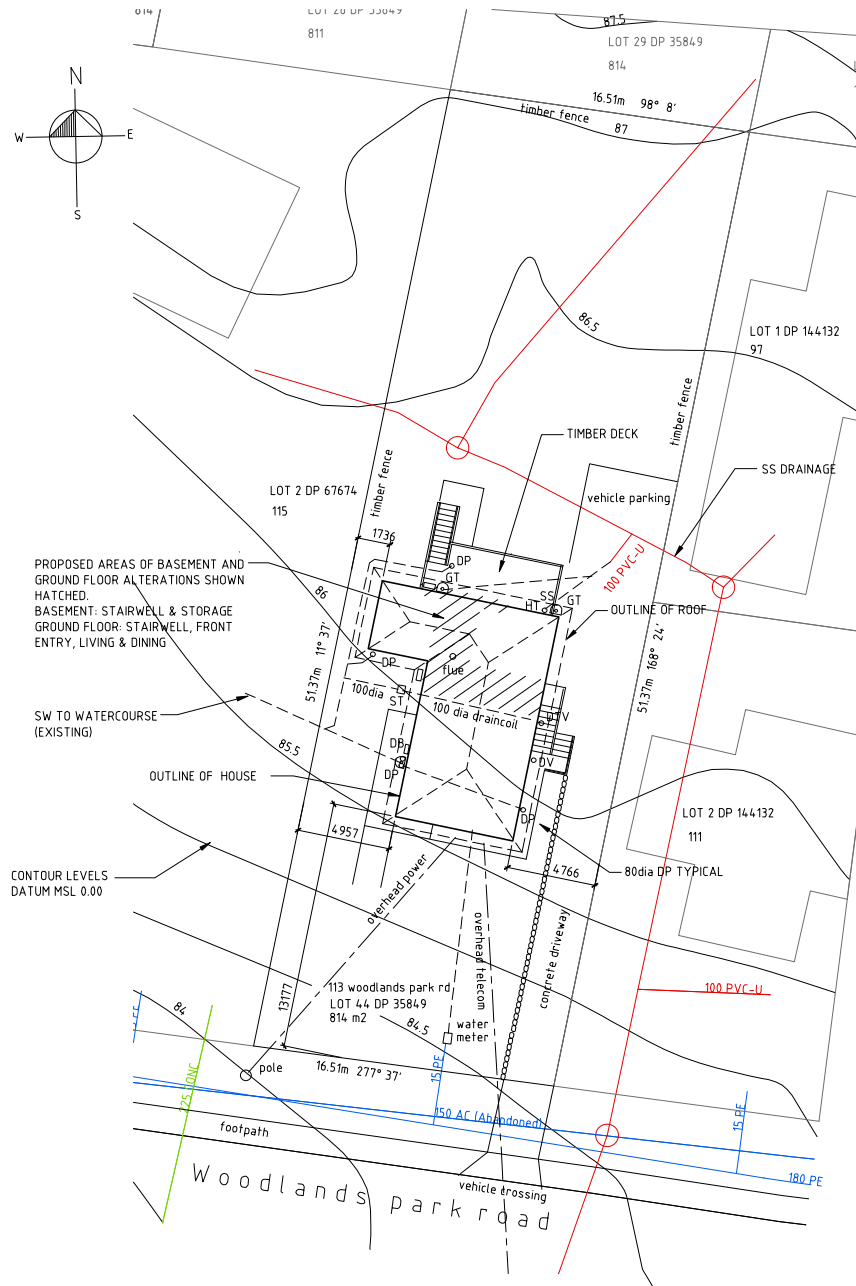 814
LOT 28 DP 35849
811
87.5
LOT 29 DP 35849
814
N
W
E
S
16.51m 98° 8'
timber fence
87
86.5
LOT 1 DP 144132
97
timber fence
TIMBER DECK
SS DRAINAGE
timber fence
LOT 2 DP 67674
115
vehicle parking
1736
DP
GT
100 PVC-U
PROPOSED AREAS OF BASEMENT AND
GROUND FLOOR ALTERATIONS SHOWN
HATCHED.
BASEMENT: STAIRWELL & STORAGE
GROUND FLOOR: STAIRWELL, FRONT
ENTRY, LIVING & DINING
86
SS
HT
GT
OUTLINE OF ROOF
51.37m 11° 37'
51.37m 168° 24'
DP
flue
100dia
ST
100 dia draincoil
DTV
SW TO WATERCOURSE
(EXISTING)
85.5
DB
DP
DV
OUTLINE OF HOUSE
DP
LOT 2 DP 144132
111
4957
4766
80dia DP TYPICAL
CONTOUR LEVELS
DATUM MSL 0.00
overhead power
overhead telecom
concrete driveway
13177
113 woodlands park rd
LOT 44 DP 35849
814 m2
84.5
water
meter
100 PVC-U
84
pole
16.51m 277° 37'
15 PE
15 PE
150 AC (Abandoned)
footpath
180 PE
vehicle crossing
Woodlands park road